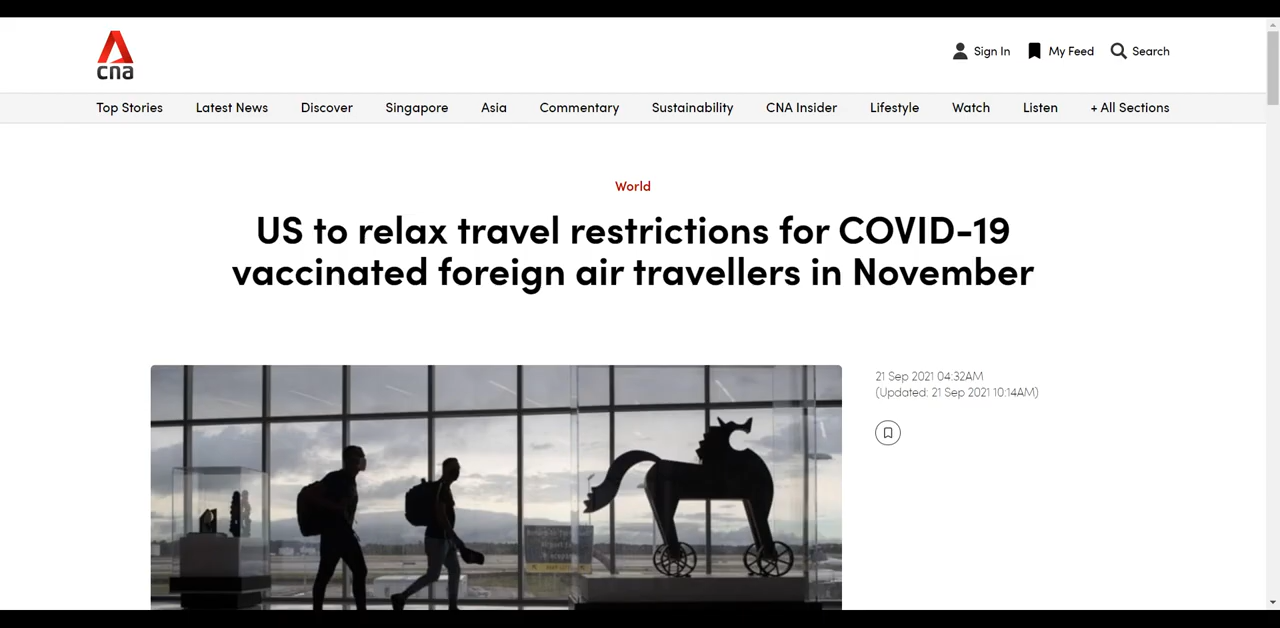 cna
Sign In
My Feed
Search
Top Stories
Latest News
Discover
Singapore
Asia
Commentary
Sustainability
CNA Insider
Lifestyle
Watch
Listen
+ All Sections
World
US to relax travel restrictions for COVID-19
vaccinated foreign air travellers in November
21 Sep 2021 04:32AM
(Updated: 21 Sep 2021 10:14AM)